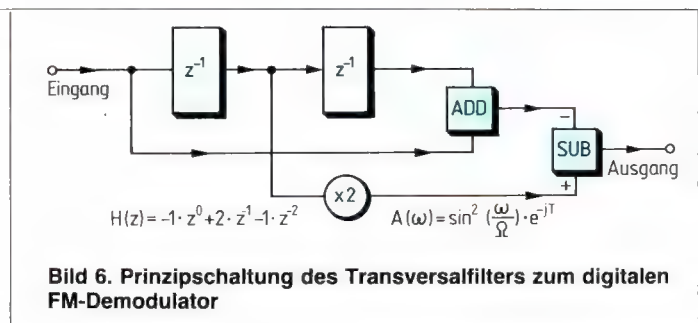 Eingang
z⁻¹
z⁻¹
ADD
−
SUB
+
Ausgang
x2
H(z) = -1· z⁰ + 2· z⁻¹ -1· z⁻²
A(ω) = sin² (ω/Ω)· e⁻ʲᵀ
Bild 6. Prinzipschaltung des Transversalfilters zum digitalen
FM-Demodulator